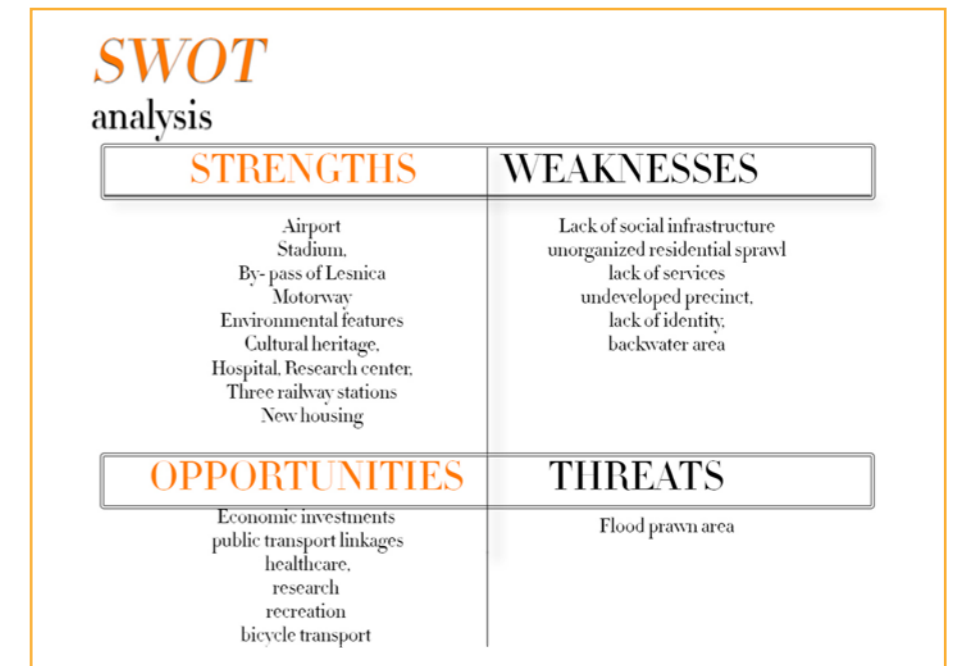 SWOT
analysis
STRENGTHS
Airport
Stadium,
By- pass of Lesnica
Motorway
Environmental features
Cultural heritage,
Hospital, Research center,
Three railway stations
New housing
WEAKNESSES
Lack of social infrastructure
unorganized residential sprawl
lack of services
undeveloped precinct,
lack of identity,
backwater area
OPPORTUNITIES
Economic investments
public transport linkages
healthcare,
research
recreation
bicycle transport
THREATS
Flood prawn area